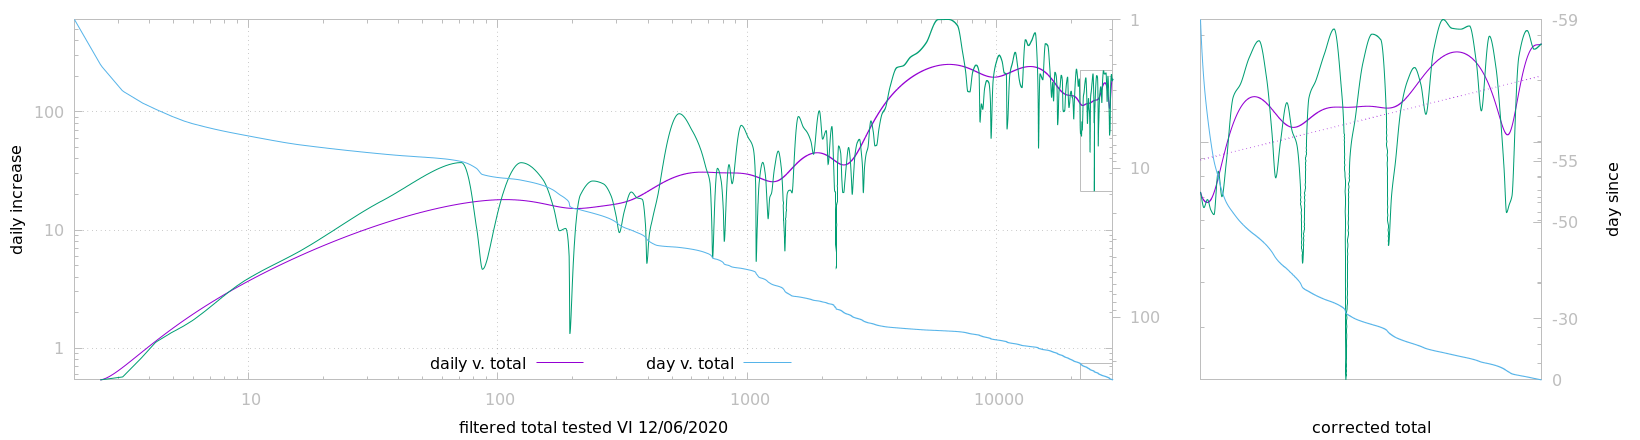 1
-59
100
daily increase
10
-55
day since
10
-50
100
-30
1
daily v. total
day v. total
0
10
100
1000
10000
filtered total tested VI 12/06/2020
corrected total